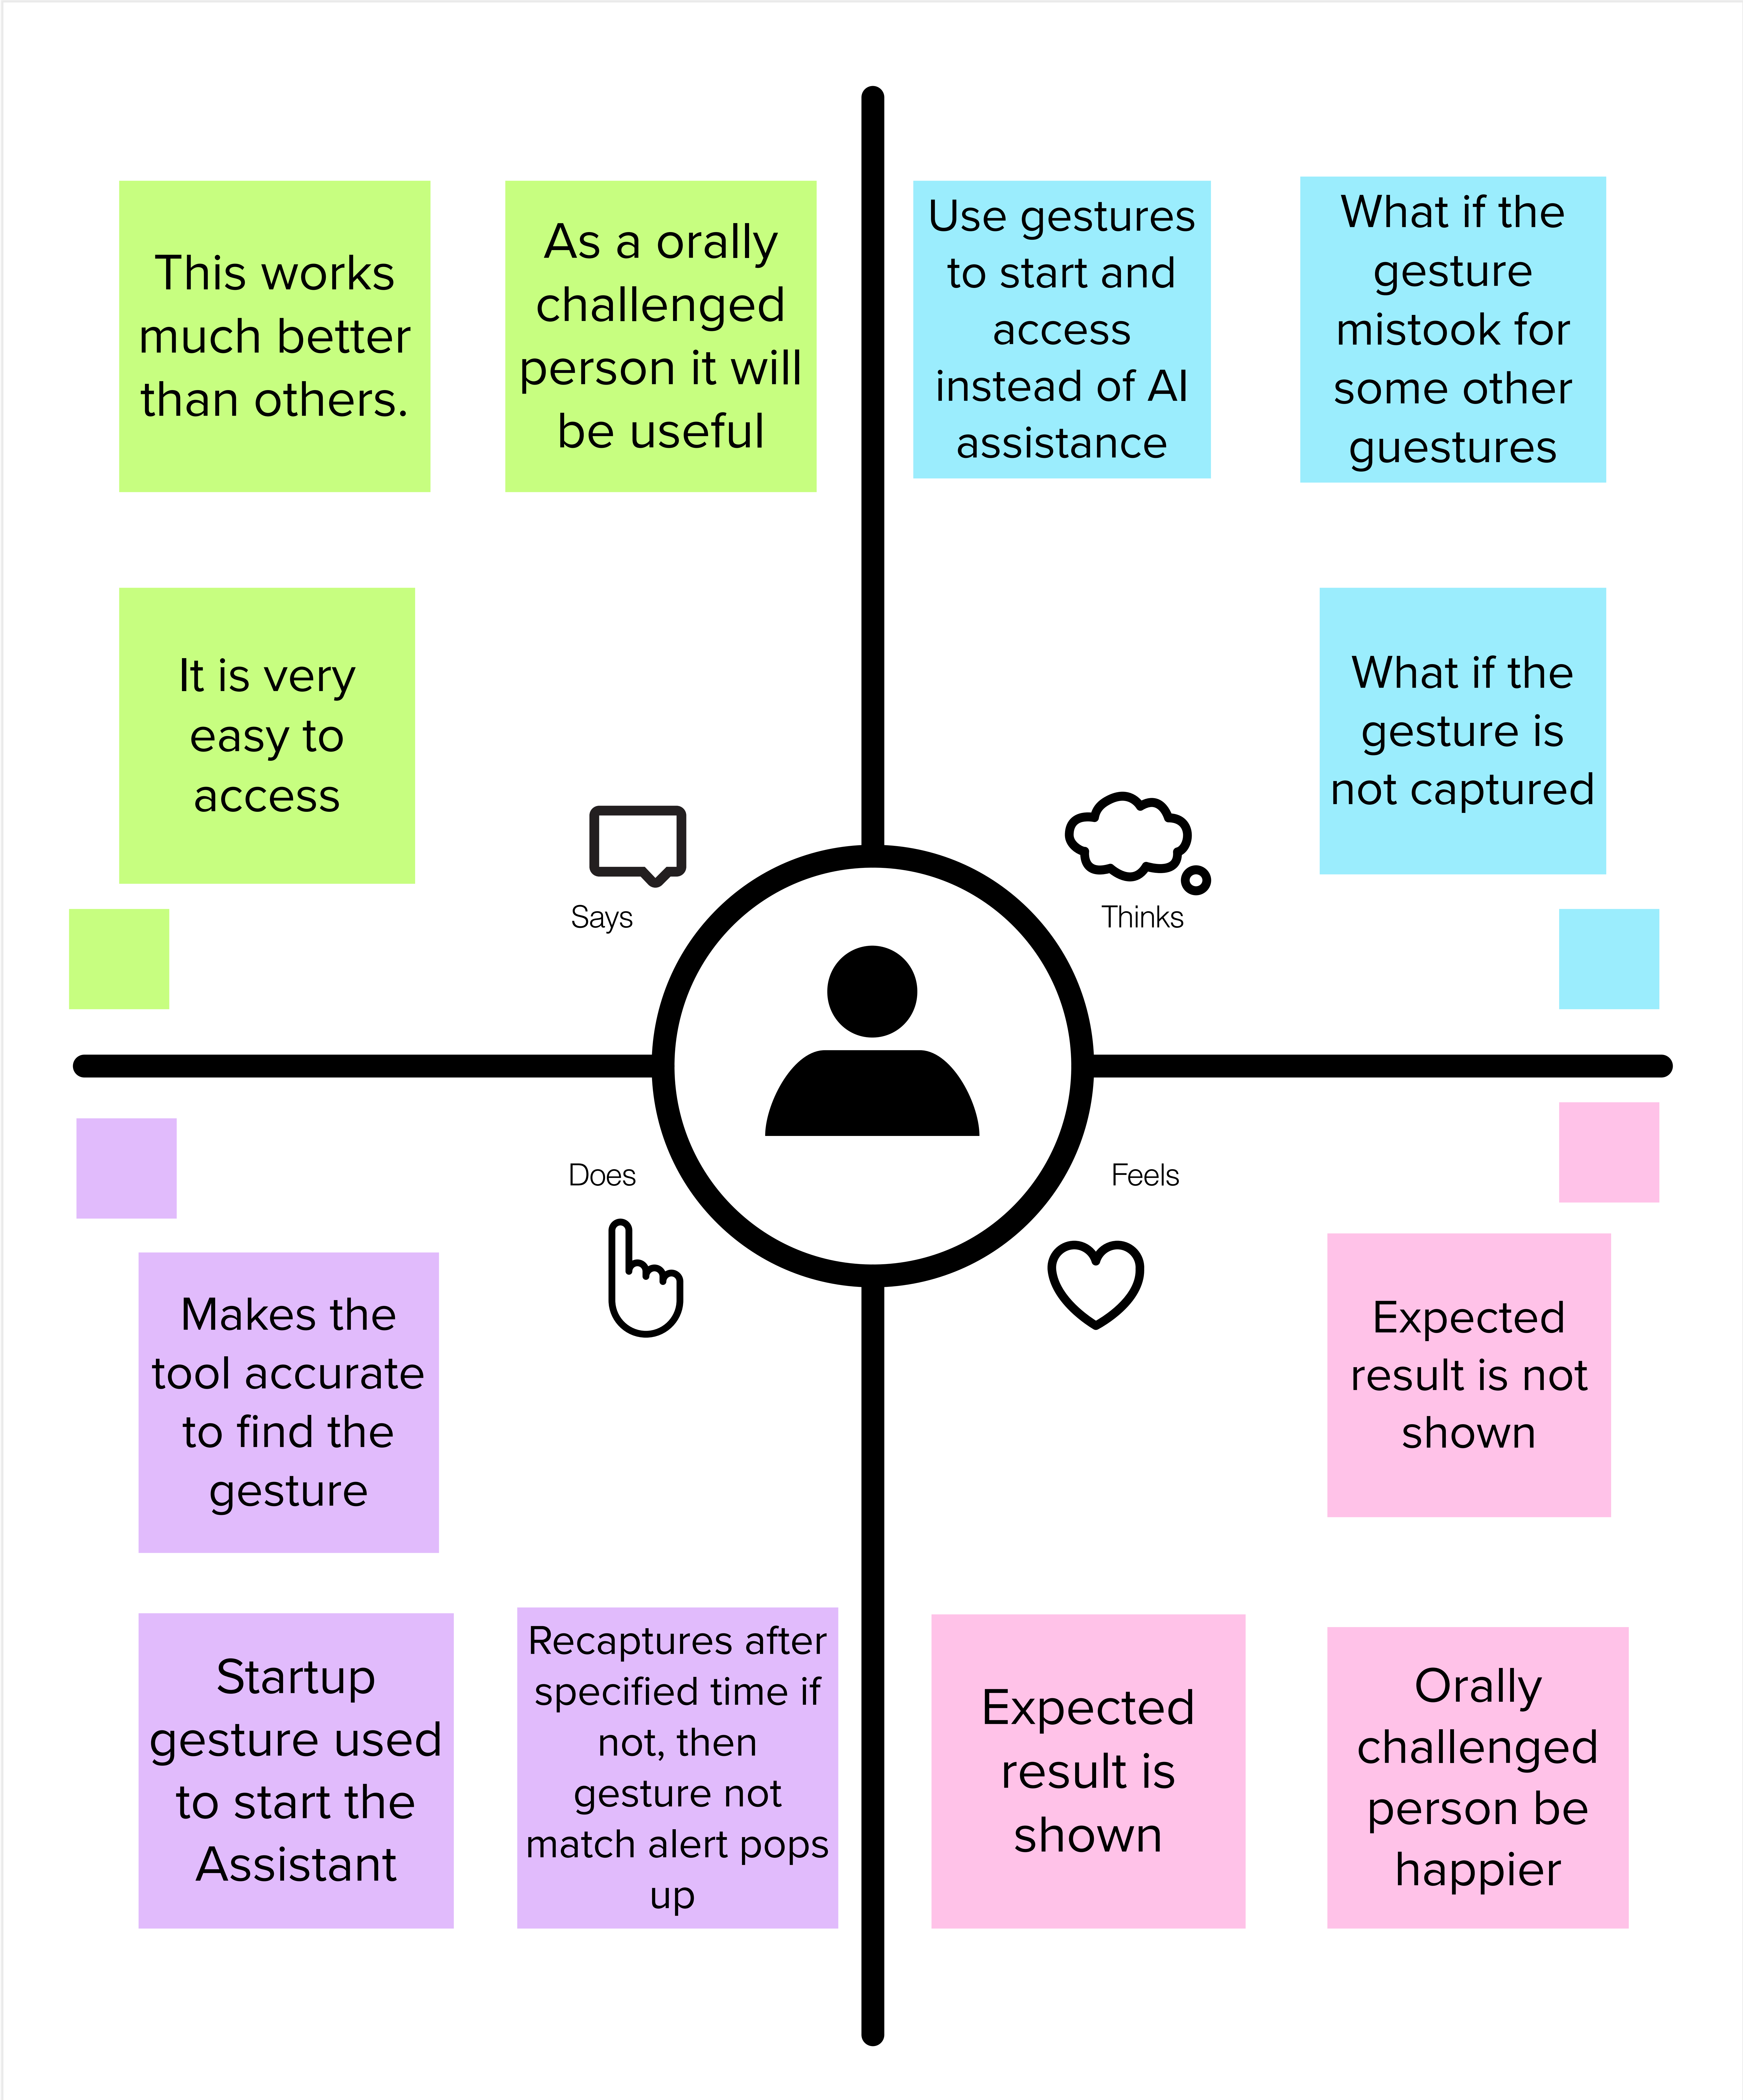 This works
much better
than others.
As a orally
challenged
person it will
be useful
It is very
easy to
access
Says
Use gestures
to start and
access
instead of AI
assistance
What if the
gesture
mistook for
some other
guestures
What if the
gesture is
not captured
Thinks
Does
Makes the
tool accurate
to find the
gesture
Startup
gesture used
to start the
Assistant
Recaptures after
specified time if
not, then
gesture not
match alert pops
up
Feels
Expected
result is not
shown
Expected
result is
shown
Orally
challenged
person be
happier